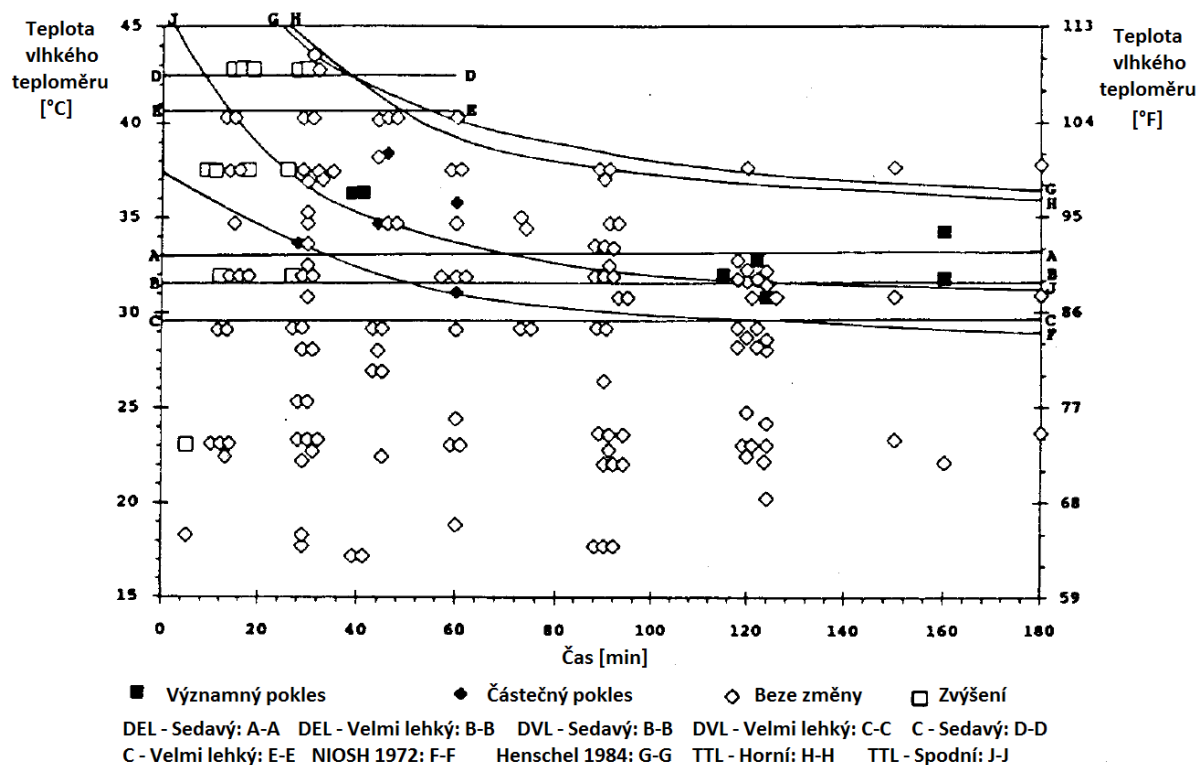 Teplota
vlhkého
teploměru
[°C]
Teplota
vlhkého
teploměru
[°F]
J G H
45 113
D D
E E
40 104
G
H
35 95
A A
B B
J
30 86
C C
F
25 77
20 68
15 59
0 20 40 60 80 100 120 140 160 180
Čas [min]
Významný pokles Částečný pokles Beze změny Zvýšení
DEL - Sedavý: A-A DEL - Velmi lehký: B-B DVL - Sedavý: B-B DVL - Velmi lehký: C-C C - Sedavý: D-D
C - Velmi lehký: E-E NIOSH 1972: F-F Henschel 1984: G-G TTL - Horní: H-H TTL - Spodní: J-J